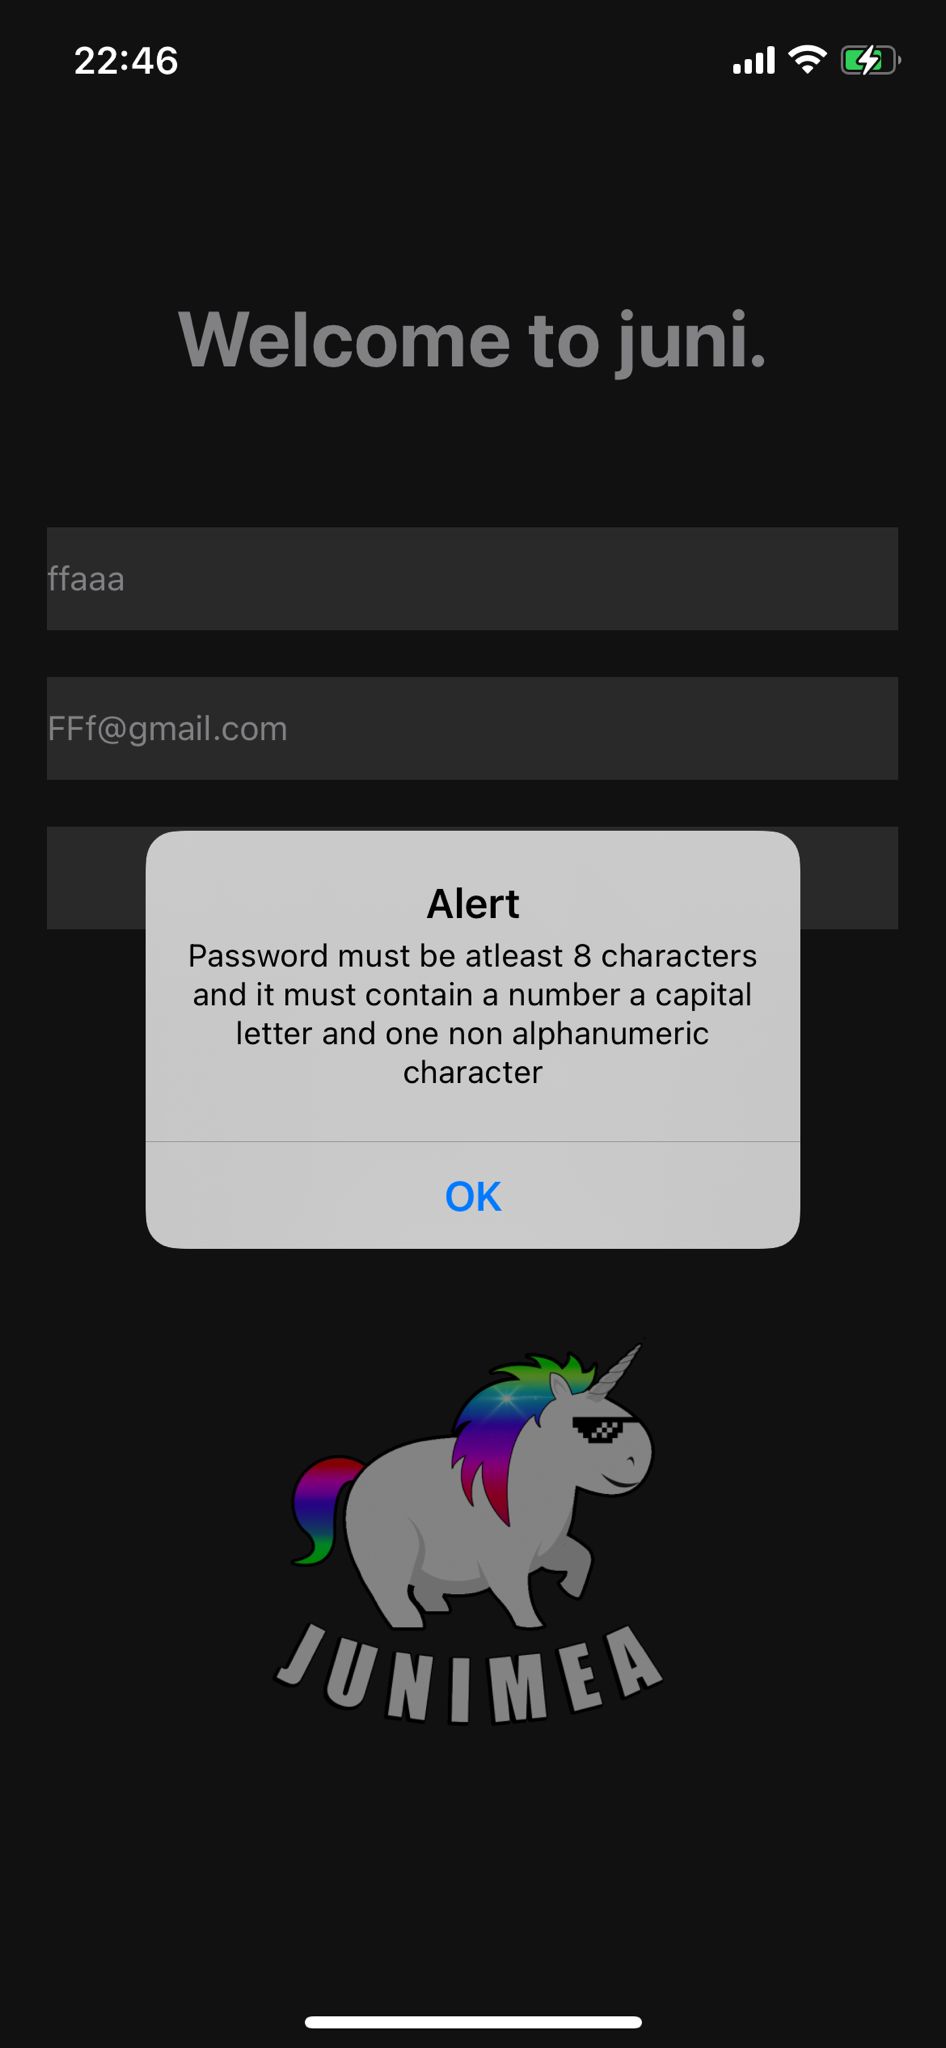 22:46
Welcome to juni.
ffaaa
FFf@gmail.com
Alert
Password must be atleast 8 characters
and it must contain a number a capital
letter and one non alphanumeric
character
OK
JUNIMEA